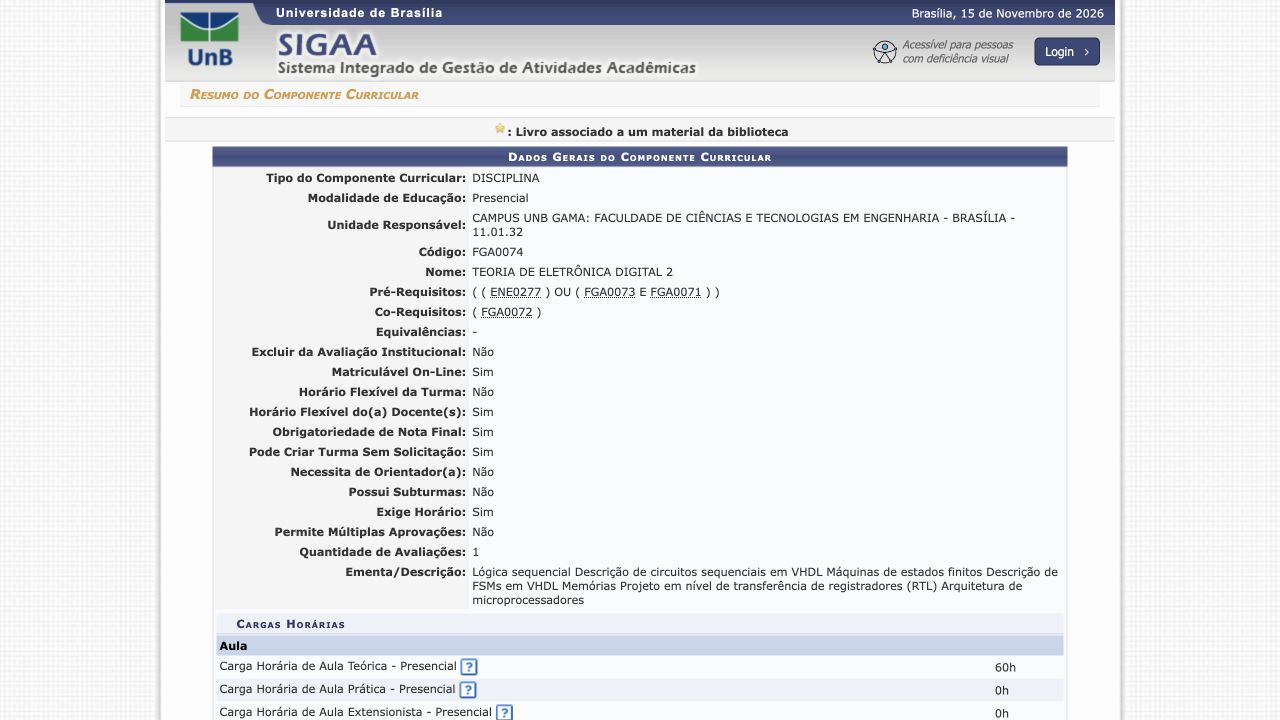 Universidade de Brasília
Brasília, 15 de Novembro de 2026
UnB
SIGAA
Sistema Integrado de Gestão de Atividades Acadêmicas
Acessível para pessoas
com deficiência visual
Login ›
Resumo do Componente Curricular
: Livro associado a um material da biblioteca
Dados Gerais do Componente Curricular
Tipo do Componente Curricular: DISCIPLINA
Modalidade de Educação: Presencial
Unidade Responsável: CAMPUS UNB GAMA: FACULDADE DE CIÊNCIAS E TECNOLOGIAS EM ENGENHARIA - BRASÍLIA -
11.01.32
Código: FGA0074
Nome: TEORIA DE ELETRÔNICA DIGITAL 2
Pré-Requisitos: ( ( ENE0277 ) OU ( FGA0073 E FGA0071 ) )
Co-Requisitos: ( FGA0072 )
Equivalências: -
Excluir da Avaliação Institucional: Não
Matriculável On-Line: Sim
Horário Flexível da Turma: Não
Horário Flexível do(a) Docente(s): Sim
Obrigatoriedade de Nota Final: Sim
Pode Criar Turma Sem Solicitação: Sim
Necessita de Orientador(a): Não
Possui Subturmas: Não
Exige Horário: Sim
Permite Múltiplas Aprovações: Não
Quantidade de Avaliações: 1
Ementa/Descrição: Lógica sequencial Descrição de circuitos sequenciais em VHDL Máquinas de estados finitos Descrição de
FSMs em VHDL Memórias Projeto em nível de transferência de registradores (RTL) Arquitetura de
microprocessadores
Cargas Horárias
Aula
Carga Horária de Aula Teórica - Presencial ? 60h
Carga Horária de Aula Prática - Presencial ? 0h
Carga Horária de Aula Extensionista - Presencial ? 0h